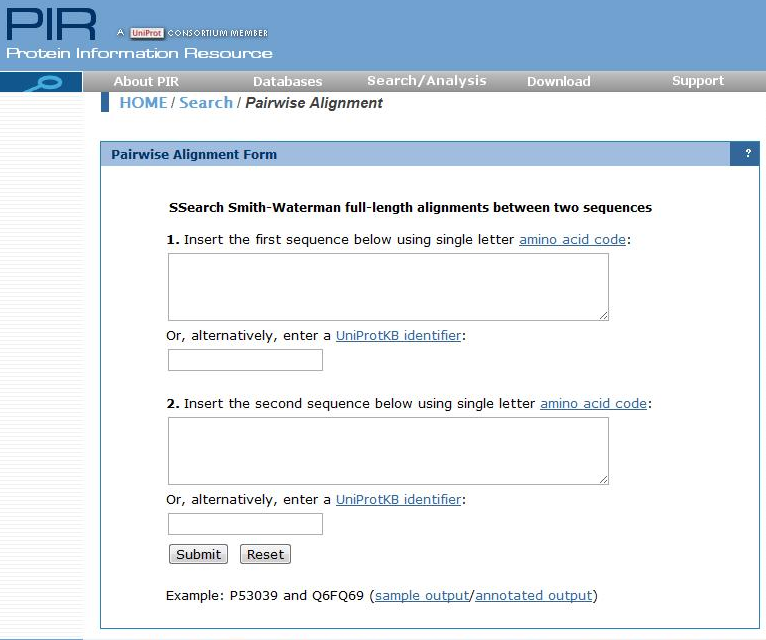 PIR
A UniProt CONSORTIUM MEMBER
Protein Information Resource
About PIR Databases Search/Analysis Download Support
HOME / Search / Pairwise Alignment
Pairwise Alignment Form ?
SSearch Smith-Waterman full-length alignments between two sequences
1. Insert the first sequence below using single letter amino acid code:
Or, alternatively, enter a UniProtKB identifier:
2. Insert the second sequence below using single letter amino acid code:
Or, alternatively, enter a UniProtKB identifier:
Submit Reset
Example: P53039 and Q6FQ69 (sample output/annotated output)